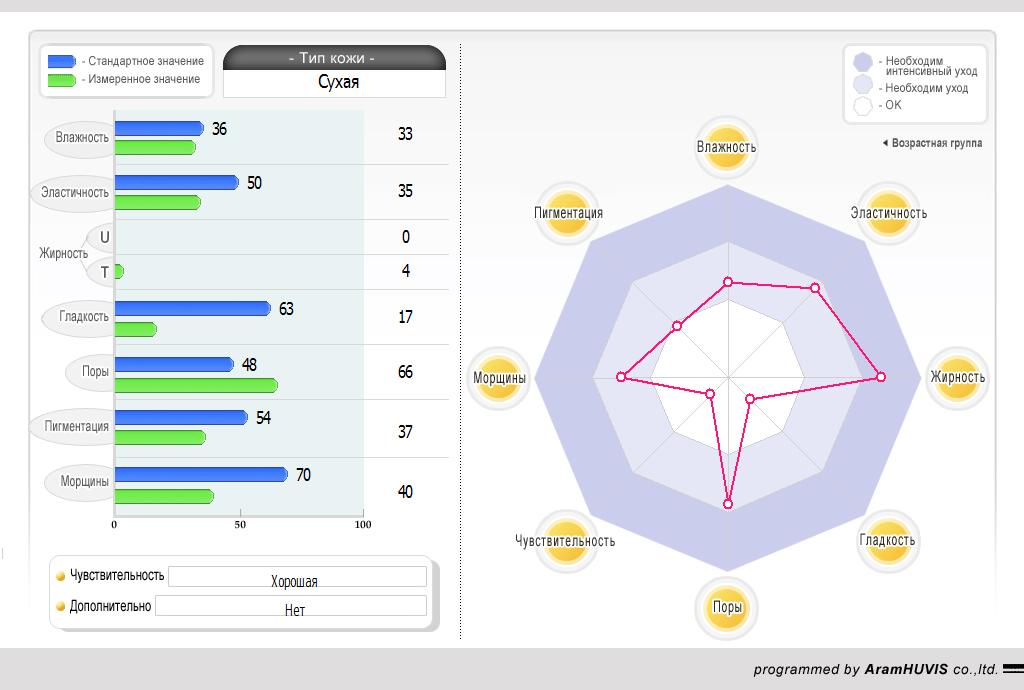 - Стандартное значение
- Измеренное значение
- Тип кожи -
Сухая
Влажность
36
33
Эластичность
50
35
Жирность
U
0
T
4
Гладкость
63
17
Поры
48
66
Пигментация
54
37
Морщины
70
40
0
50
100
Чувствительность
Хорошая
Дополнительно
Нет
- Необходим
интенсивный уход
- Необходим уход
- OK
Возрастная группа
Влажность
Пигментация
Эластичность
Морщины
Жирность
Чувствительность
Гладкость
Поры
programmed by AramHUVIS co.,ltd.